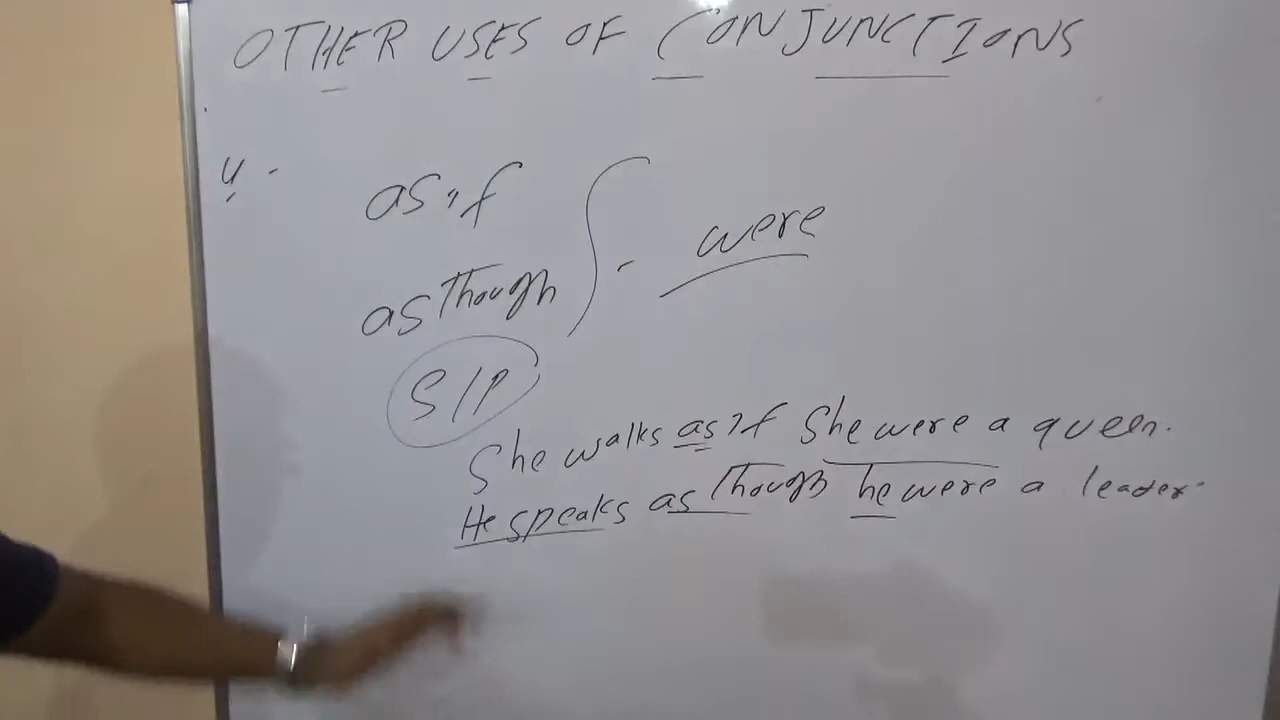 OTHER USES OF CONJUNCTIONS
4 -
as if
as though } - were
S/P
She walks as if She were a queen.
He speaks as though he were a leader.